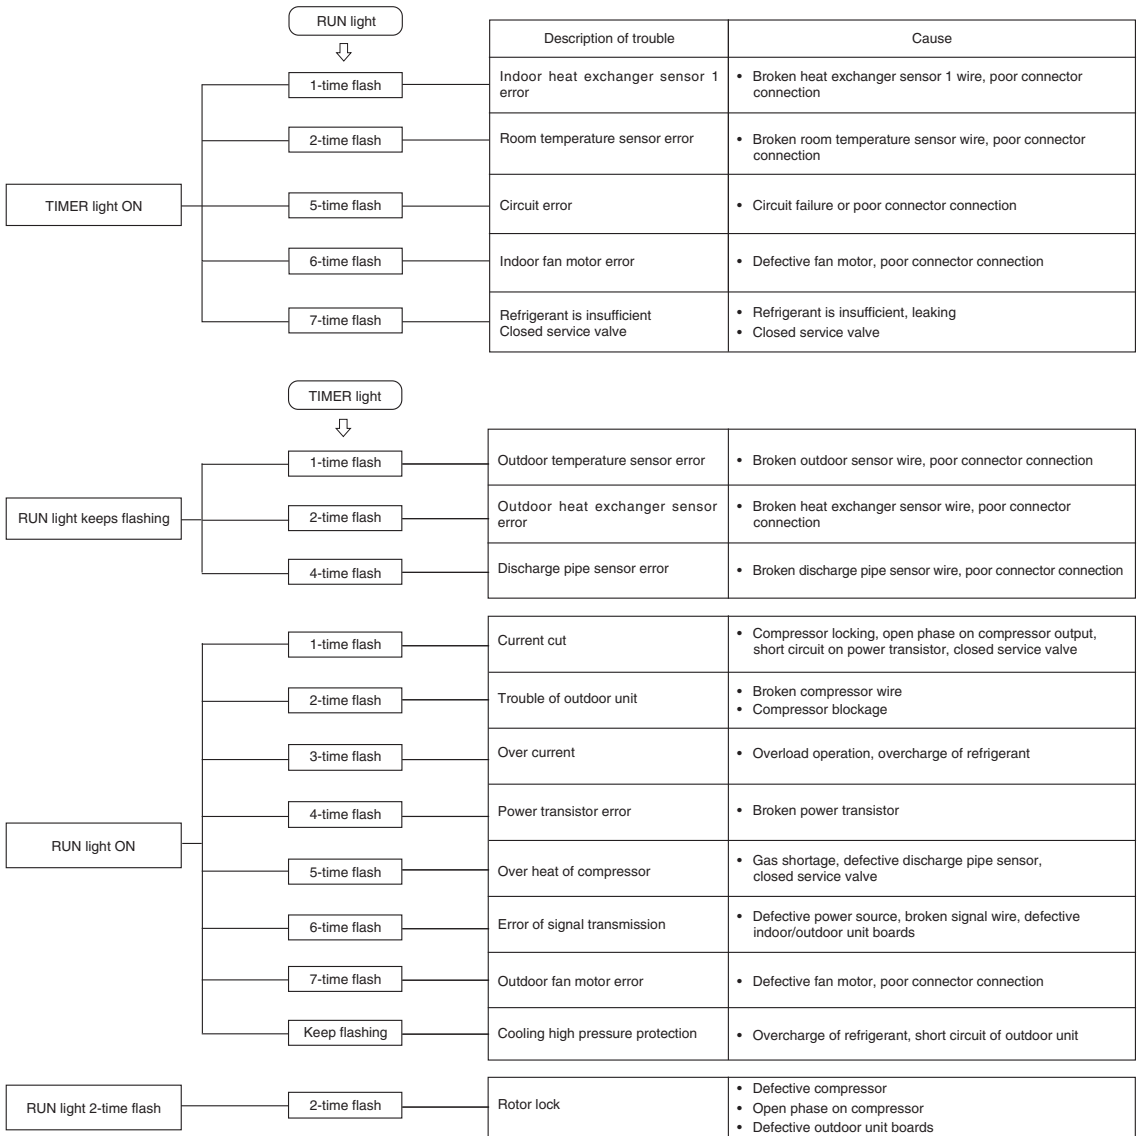 RUN light
Description of trouble
Cause
1-time flash
Indoor heat exchanger sensor 1
error
• Broken heat exchanger sensor 1 wire, poor connector
connection
2-time flash
Room temperature sensor error
• Broken room temperature sensor wire, poor connector
connection
TIMER light ON
5-time flash
Circuit error
• Circuit failure or poor connector connection
6-time flash
Indoor fan motor error
• Defective fan motor, poor connector connection
7-time flash
Refrigerant is insufficient
Closed service valve
• Refrigerant is insufficient, leaking
• Closed service valve
TIMER light
1-time flash
Outdoor temperature sensor error
• Broken outdoor sensor wire, poor connector connection
RUN light keeps flashing
2-time flash
Outdoor heat exchanger sensor
error
• Broken heat exchanger sensor wire, poor connector
connection
4-time flash
Discharge pipe sensor error
• Broken discharge pipe sensor wire, poor connector connection
1-time flash
Current cut
• Compressor locking, open phase on compressor output,
short circuit on power transistor, closed service valve
2-time flash
Trouble of outdoor unit
• Broken compressor wire
• Compressor blockage
3-time flash
Over current
• Overload operation, overcharge of refrigerant
4-time flash
Power transistor error
• Broken power transistor
RUN light ON
5-time flash
Over heat of compressor
• Gas shortage, defective discharge pipe sensor,
closed service valve
6-time flash
Error of signal transmission
• Defective power source, broken signal wire, defective
indoor/outdoor unit boards
7-time flash
Outdoor fan motor error
• Defective fan motor, poor connector connection
Keep flashing
Cooling high pressure protection
• Overcharge of refrigerant, short circuit of outdoor unit
RUN light 2-time flash
2-time flash
Rotor lock
• Defective compressor
• Open phase on compressor
• Defective outdoor unit boards